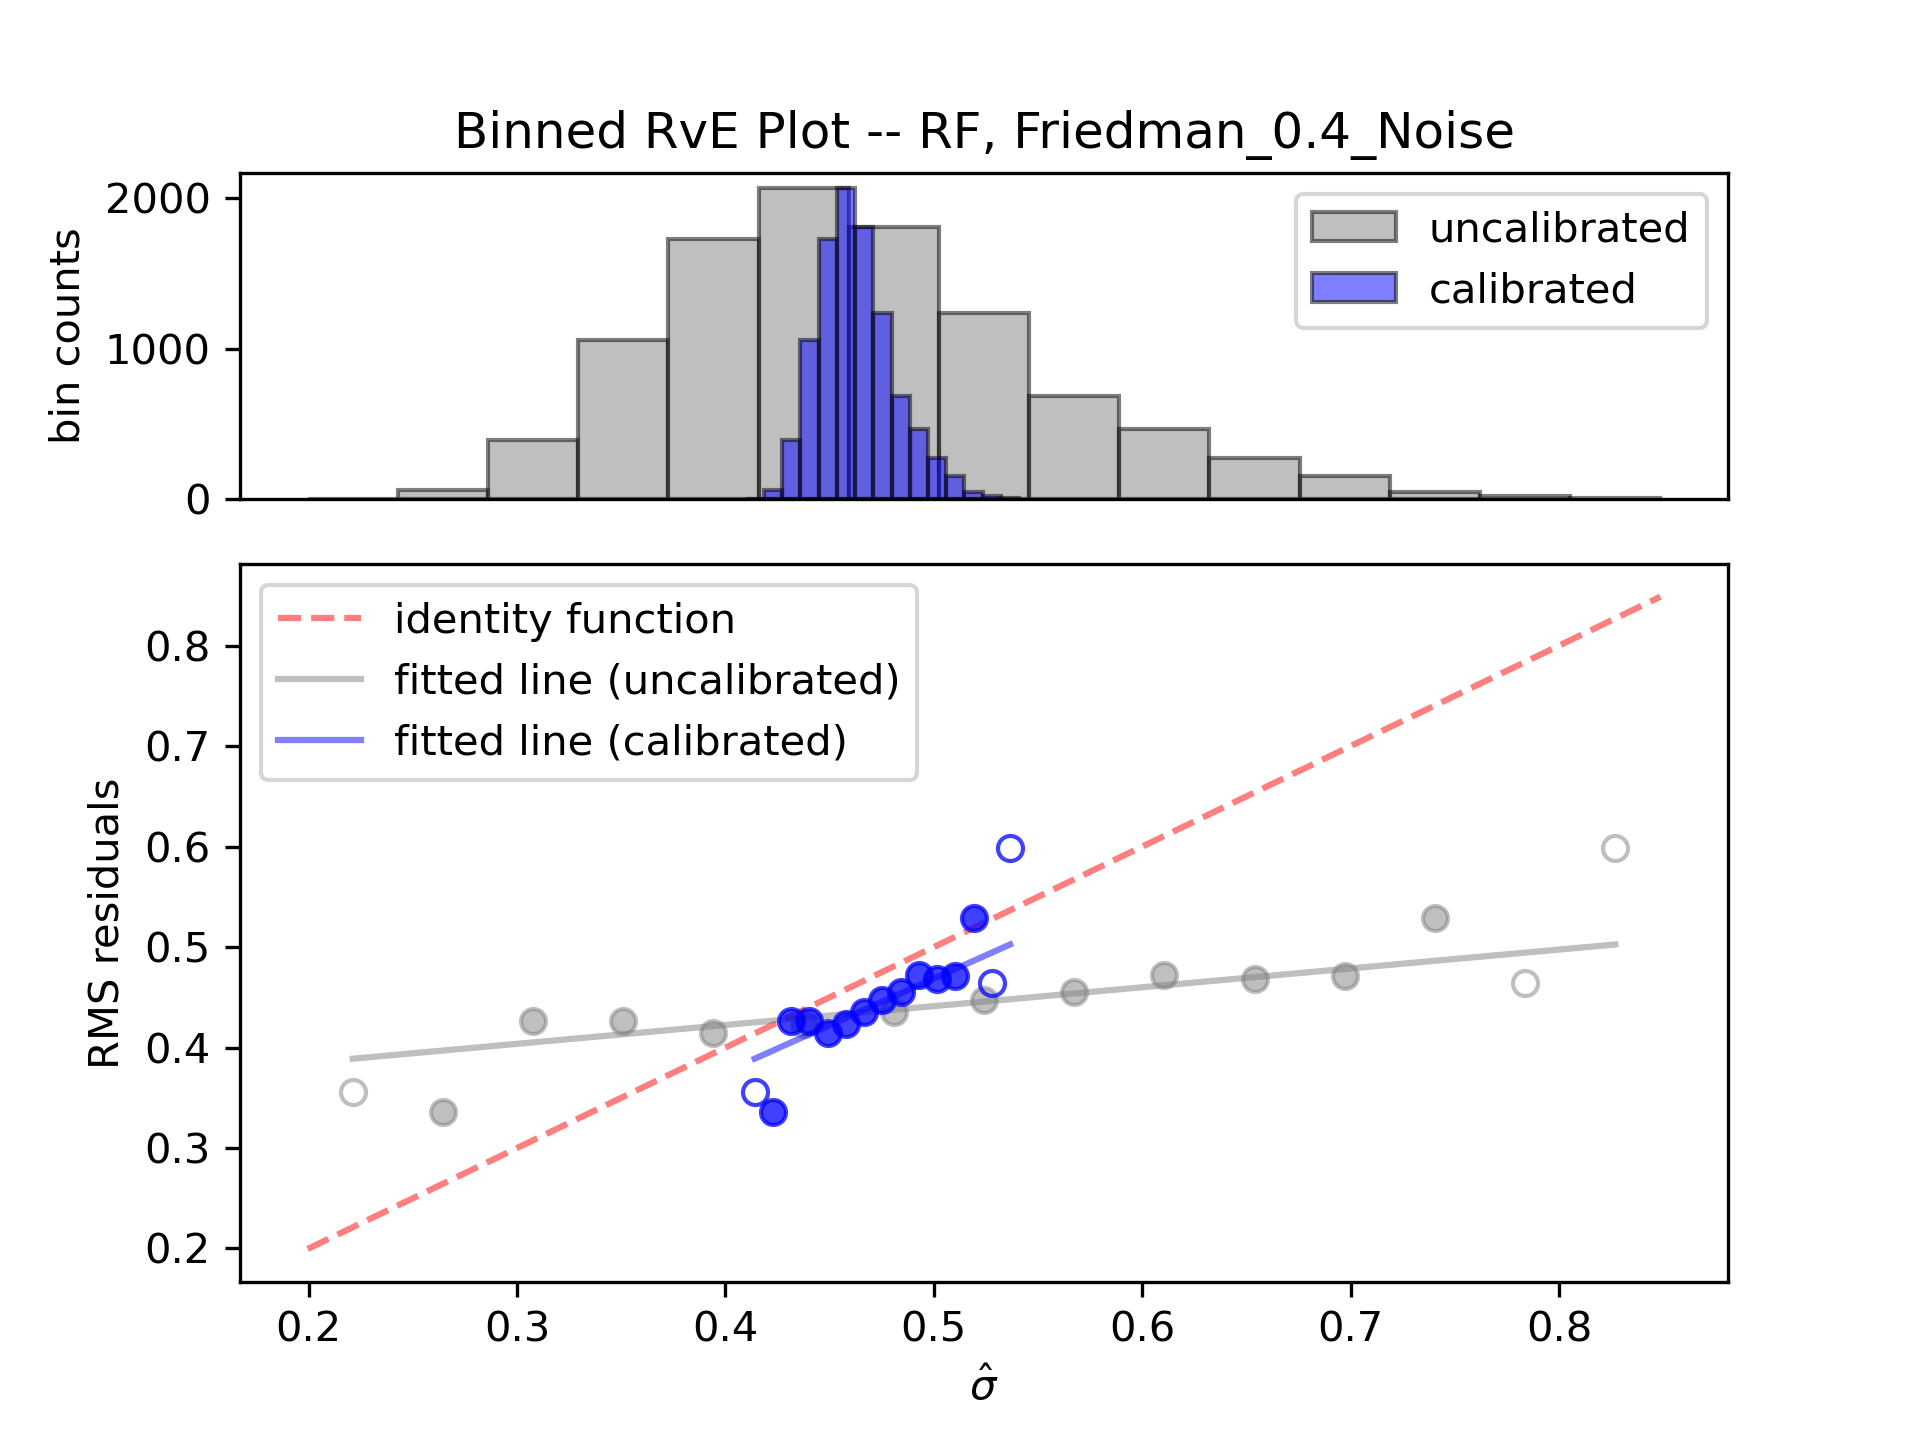 Binned RvE Plot -- RF, Friedman_0.4_Noise
bin counts
2000
1000
0
uncalibrated
calibrated
RMS residuals
0.8
0.7
0.6
0.5
0.4
0.3
0.2
identity function
fitted line (uncalibrated)
fitted line (calibrated)
0.2 0.3 0.4 0.5 0.6 0.7 0.8
σ̂